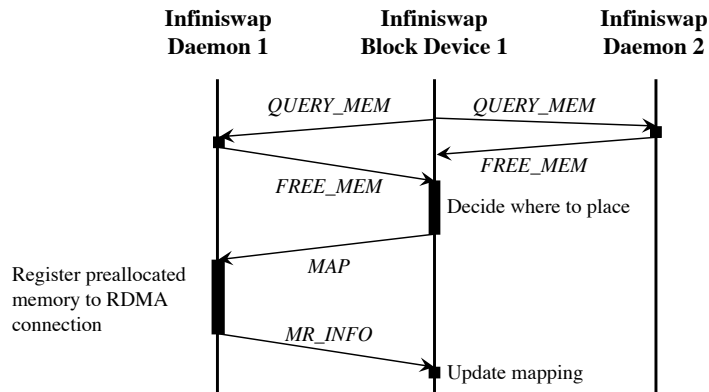 Infiniswap
Daemon 1
Infiniswap
Block Device 1
Infiniswap
Daemon 2
QUERY_MEM
QUERY_MEM
FREE_MEM
FREE_MEM
Decide where to place
MAP
Register preallocated
memory to RDMA
connection
MR_INFO
Update mapping